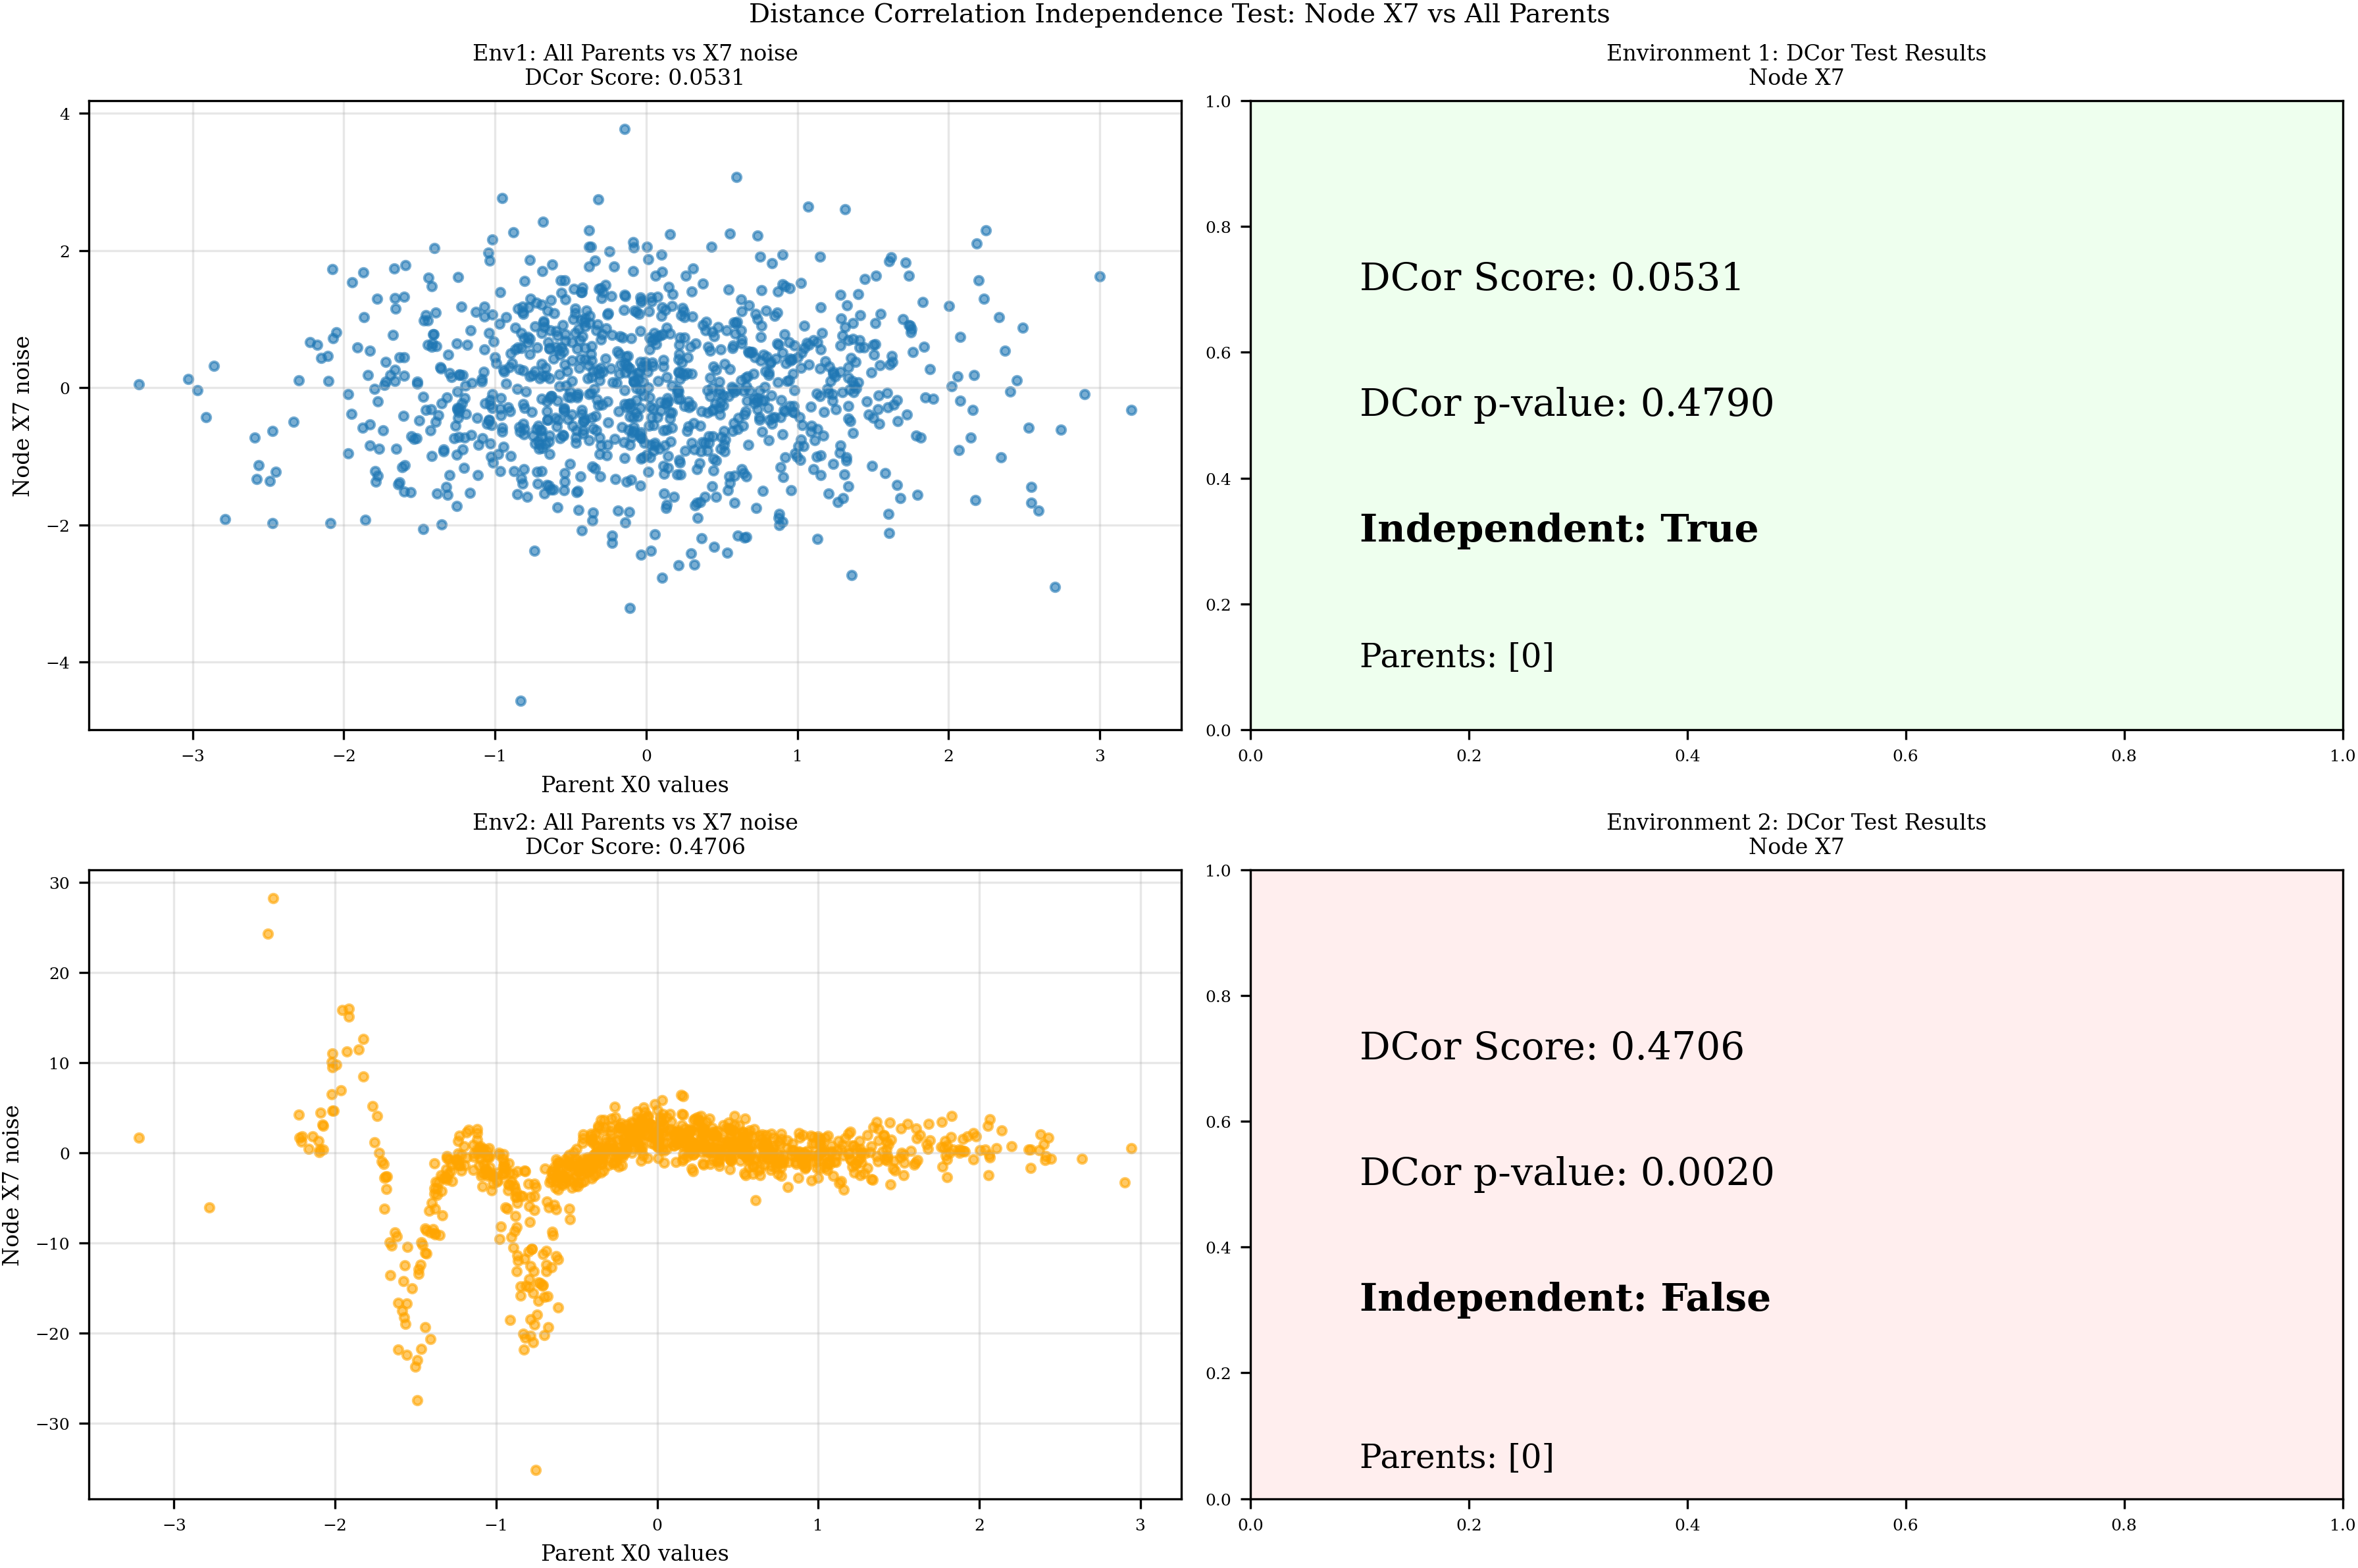 Distance Correlation Independence Test: Node X7 vs All Parents
Env1: All Parents vs X7 noise
DCor Score: 0.0531
4
2
0
−2
−4
Node X7 noise
−3
−2
−1
0
1
2
3
Parent X0 values
Environment 1: DCor Test Results
Node X7
1.0
0.8
0.6
0.4
0.2
0.0
DCor Score: 0.0531
DCor p-value: 0.4790
Independent: True
Parents: [0]
0.0
0.2
0.4
0.6
0.8
1.0
Env2: All Parents vs X7 noise
DCor Score: 0.4706
30
20
10
0
−10
−20
−30
Node X7 noise
−3
−2
−1
0
1
2
3
Parent X0 values
Environment 2: DCor Test Results
Node X7
1.0
0.8
0.6
0.4
0.2
0.0
DCor Score: 0.4706
DCor p-value: 0.0020
Independent: False
Parents: [0]
0.0
0.2
0.4
0.6
0.8
1.0